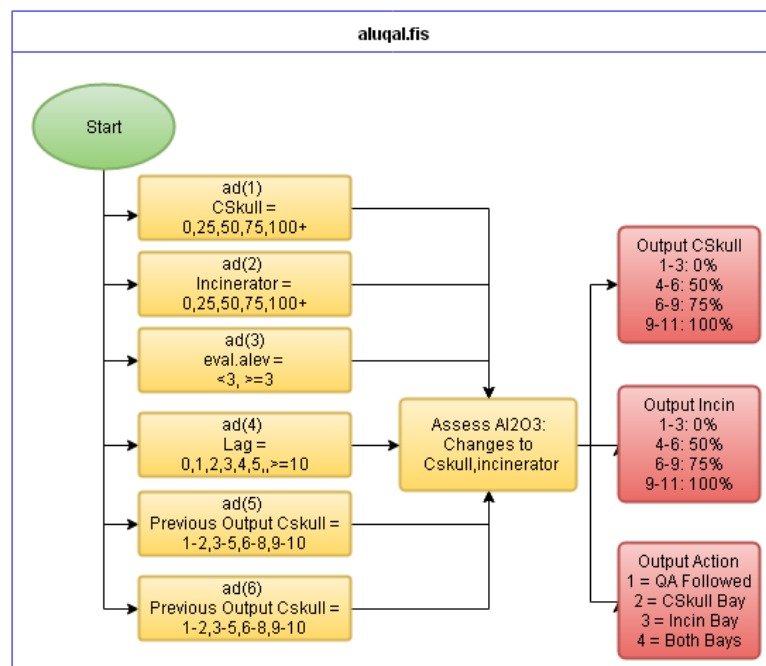 aluqal.fis
Start
ad(1)
CSkull =
0,25,50,75,100+
ad(2)
Incinerator =
0,25,50,75,100+
ad(3)
eval.alev =
<3, >=3
ad(4)
Lag =
0,1,2,3,4,5,,>=10
ad(5)
Previous Output Cskull =
1-2,3-5,6-8,9-10
ad(6)
Previous Output Cskull =
1-2,3-5,6-8,9-10
Assess Al2O3:
Changes to
Cskull,incinerator
Output CSkull
1-3: 0%
4-6: 50%
6-9: 75%
9-11: 100%
Output Incin
1-3: 0%
4-6: 50%
6-9: 75%
9-11: 100%
Output Action
1 = QA Followed
2 = CSkull Bay
3 = Incin Bay
4 = Both Bays